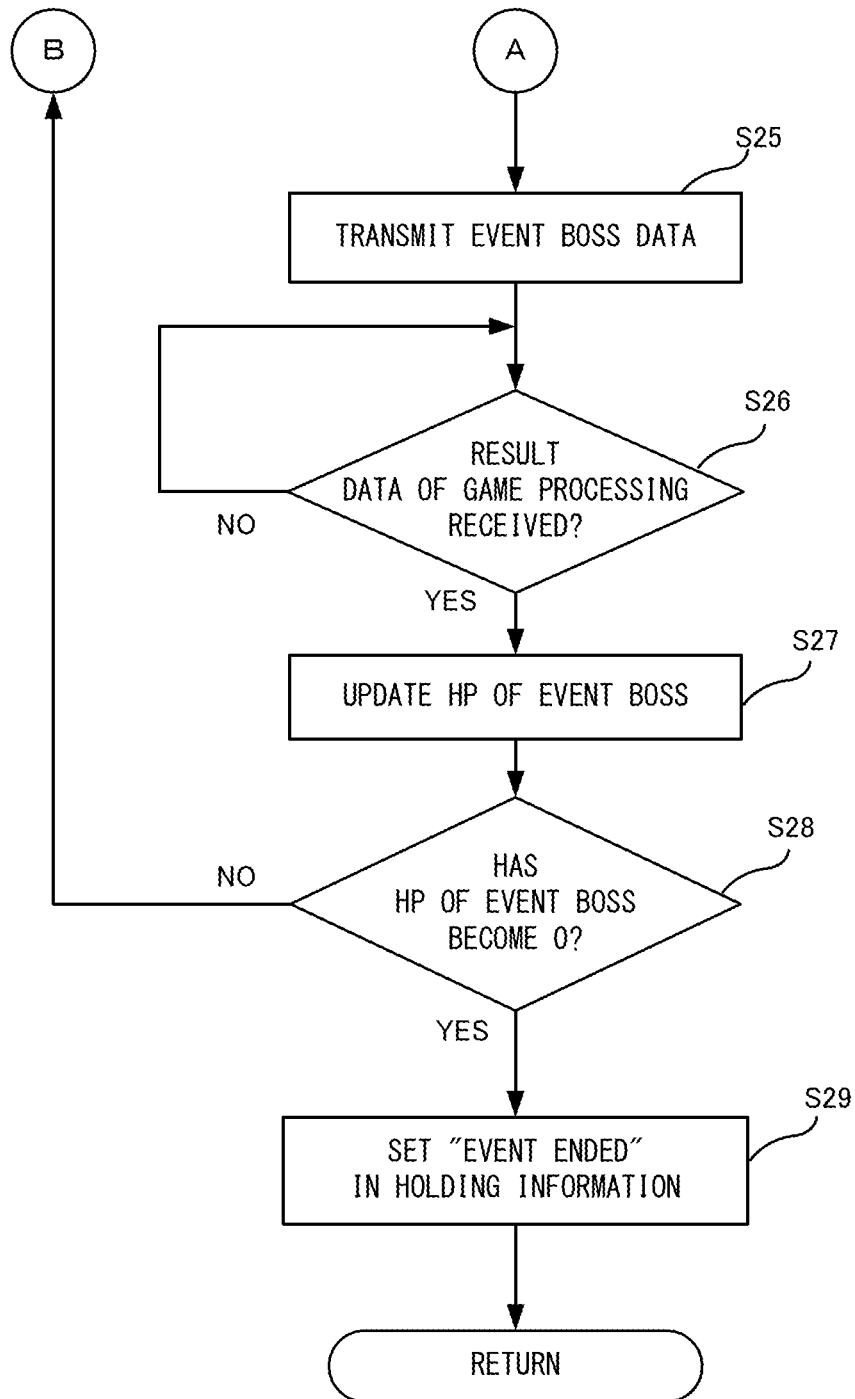 B
A
S25
TRANSMIT EVENT BOSS DATA
S26
RESULT
DATA OF GAME PROCESSING
RECEIVED?
NO
YES
S27
UPDATE HP OF EVENT BOSS
S28
HAS
HP OF EVENT BOSS
BECOME 0?
NO
YES
S29
SET "EVENT ENDED"
IN HOLDING INFORMATION
RETURN